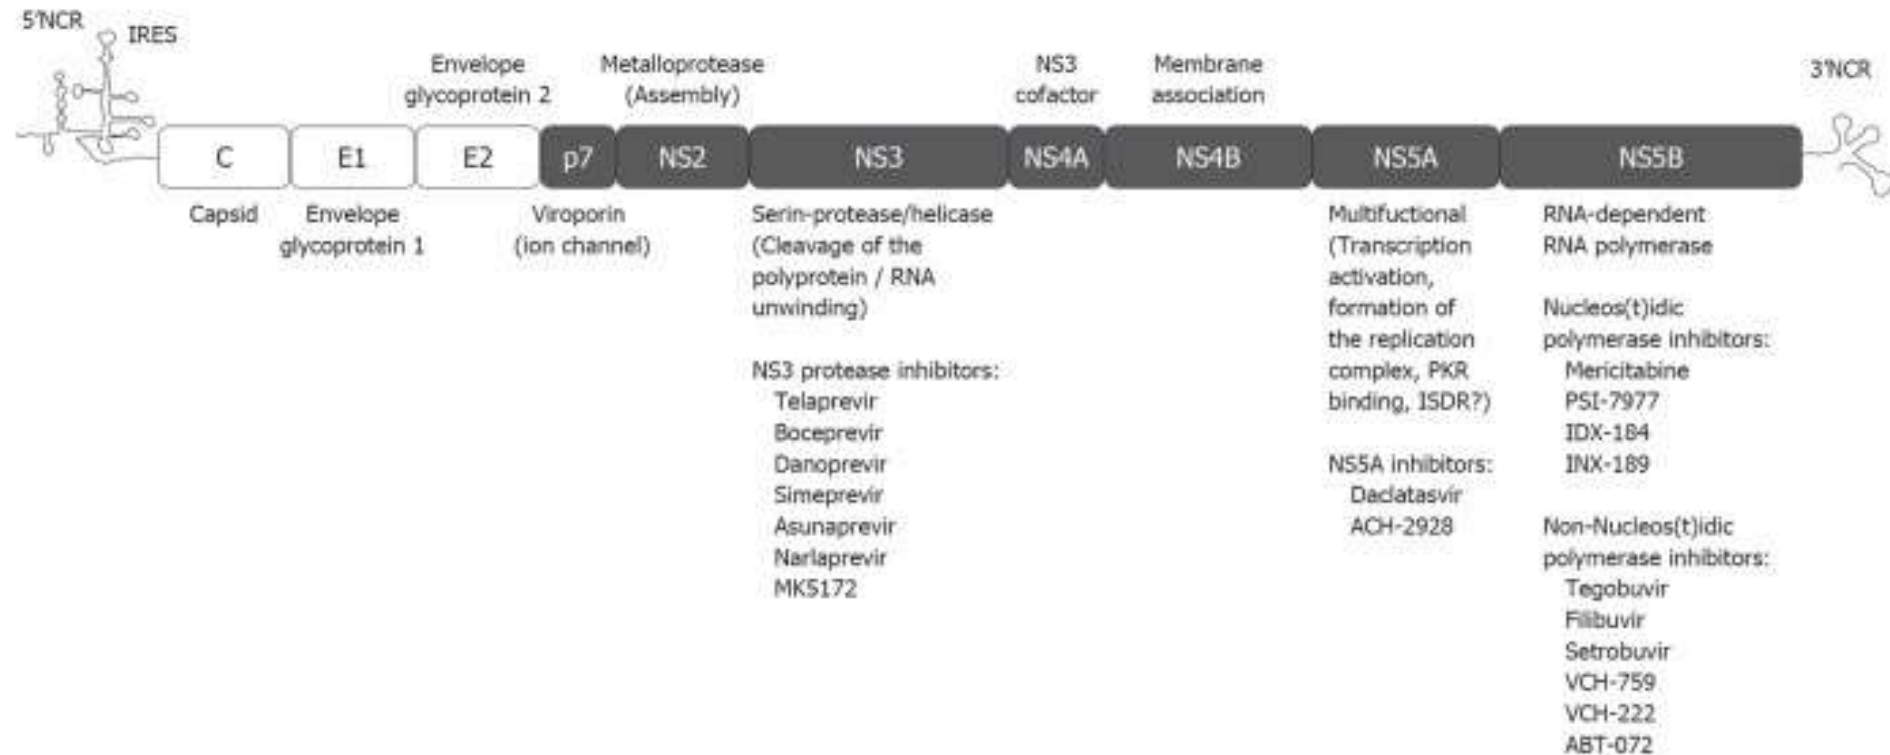 5'NCR
IRES
Envelope
glycoprotein 2
Metalloprotease
(Assembly)
NS3
cofactor
Membrane
association
3'NCR
C
E1
E2
p7
NS2
NS3
NS4A
NS4B
NS5A
NS5B
Capsid
Envelope
glycoprotein 1
Viroporin
(ion channel)
Serin-protease/helicase
(Cleavage of the
polyprotein / RNA
unwinding)
NS3 protease inhibitors:
Telaprevir
Boceprevir
Danoprevir
Simeprevir
Asunaprevir
Narlaprevir
MK5172
Multifuctional
(Transcription
activation,
formation of
the replication
complex, PKR
binding, ISDR?)
NS5A inhibitors:
Daclatasvir
ACH-2928
RNA-dependent
RNA polymerase
Nucleos(t)idic
polymerase inhibitors:
Mericitabine
PSI-7977
IDX-184
INX-189
Non-Nucleos(t)idic
polymerase inhibitors:
Tegobuvir
Filibuvir
Setrobuvir
VCH-759
VCH-222
ABT-072